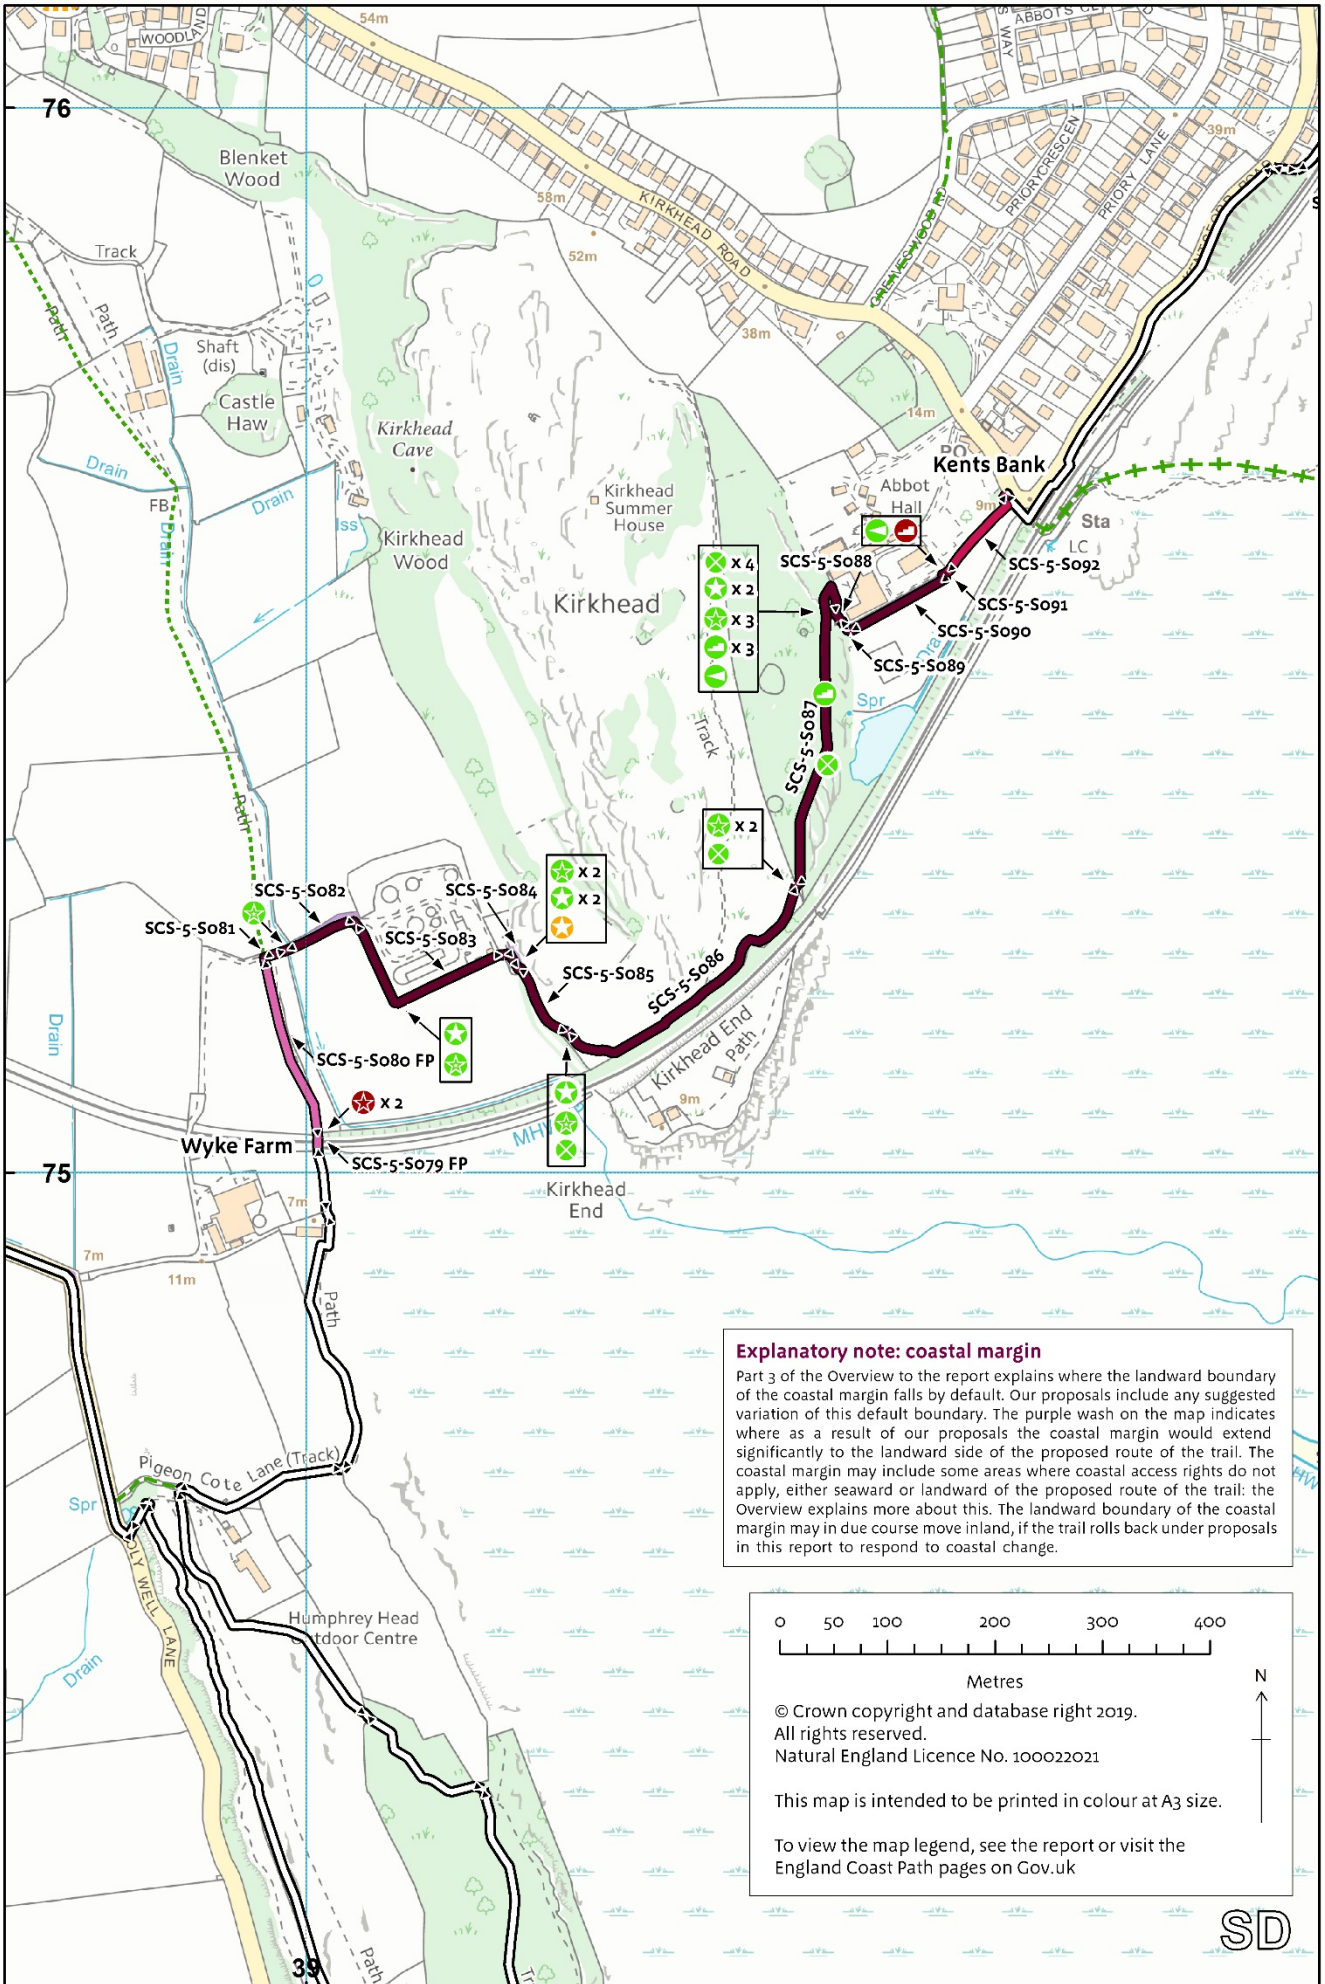 54m
WOODLAND
ABBOTS
WAY
76
39m
Blenket
Wood
PRIORY CRESCENT
PRIORY LANE
58m
KIRKHEAD ROAD
KENTSFORD ROAD
GREAVES WOOD RD
Track
52m
Path
Path
38m
Drain
Shaft
(dis)
Castle
Haw
14m
Kirkhead
Cave
PO
Kents Bank
Drain
Drain
FB
Iss
Drain
Kirkhead
Summer
House
Abbot
Hall
9m
Sta
LC
Kirkhead
Wood
x 4
x 2
x 3
x 3
SCS-5-S088
SCS-5-S092
Kirkhead
SCS-5-S091
SCS-5-S090
SCS-5-S089
Spr
Track
SCS-5-S087
Path
x 2
SCS-5-S082
SCS-5-S084
x 2
x 2
SCS-5-S081
SCS-5-S083
SCS-5-S085
SCS-5-S086
Drain
SCS-5-S080 FP
Kirkhead End
Path
x 2
9m
Wyke Farm
SCS-5-S079 FP
75
Kirkhead
End
7m
7m
11m
Path
Explanatory note: coastal margin
Part 3 of the Overview to the report explains where the landward boundary
of the coastal margin falls by default. Our proposals include any suggested
variation of this default boundary. The purple wash on the map indicates
where as a result of our proposals the coastal margin would extend
significantly to the landward side of the proposed route of the trail. The
coastal margin may include some areas where coastal access rights do not
apply, either seaward or landward of the proposed route of the trail: the
Overview explains more about this. The landward boundary of the coastal
margin may in due course move inland, if the trail rolls back under proposals
in this report to respond to coastal change.
Pigeon Cote Lane (Track)
Spr
HOLY WELL LANE
Drain
Humphrey Head
Outdoor Centre
0 50 100 200 300 400
Metres
N
© Crown copyright and database right 2019.
All rights reserved.
Natural England Licence No. 100022021
This map is intended to be printed in colour at A3 size.
To view the map legend, see the report or visit the
England Coast Path pages on Gov.uk
SD
39
Path